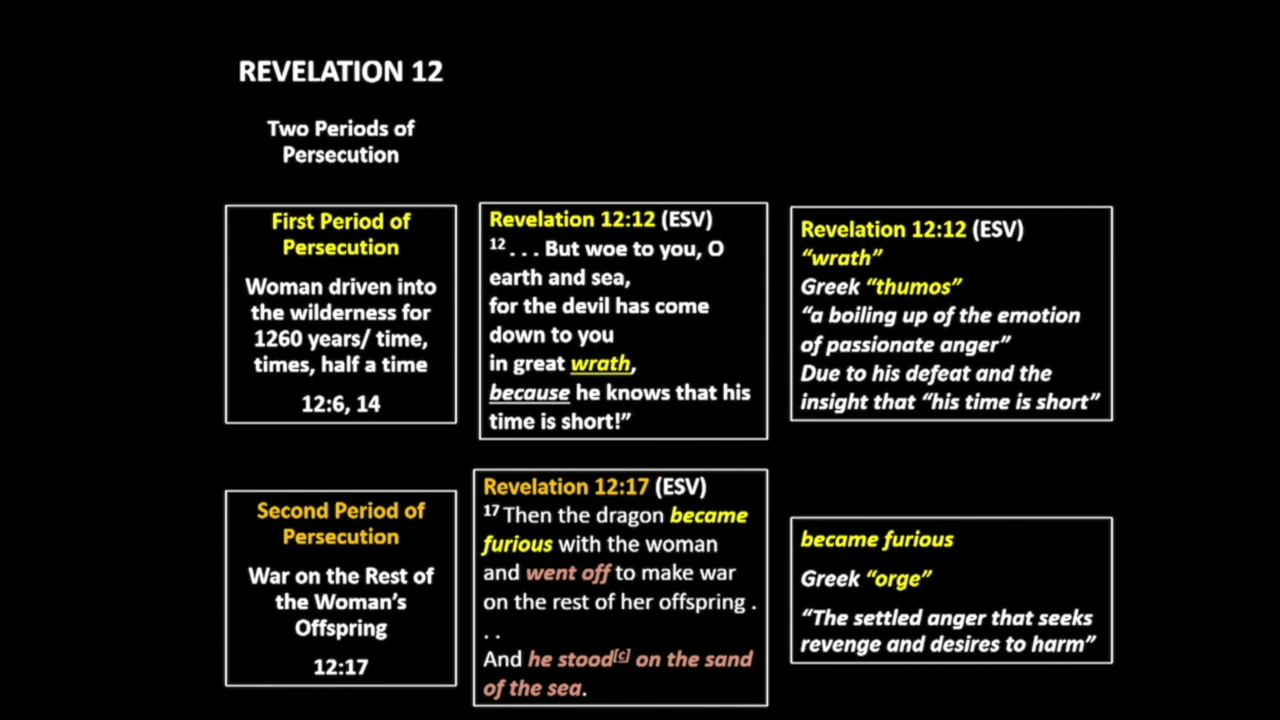 REVELATION 12
Two Periods of
Persecution
First Period of
Persecution
Woman driven into
the wilderness for
1260 years/ time,
times, half a time
12:6, 14
Revelation 12:12 (ESV)
12 . . . But woe to you, O
earth and sea,
for the devil has come
down to you
in great wrath,
because he knows that his
time is short!”
Revelation 12:12 (ESV)
“wrath”
Greek “thumos”
“a boiling up of the emotion
of passionate anger”
Due to his defeat and the
insight that “his time is short”
Second Period of
Persecution
War on the Rest of
the Woman’s
Offspring
12:17
Revelation 12:17 (ESV)
17 Then the dragon became
furious with the woman
and went off to make war
on the rest of her offspring .
. .
And he stood[c] on the sand
of the sea.
became furious
Greek “orge”
“The settled anger that seeks
revenge and desires to harm”